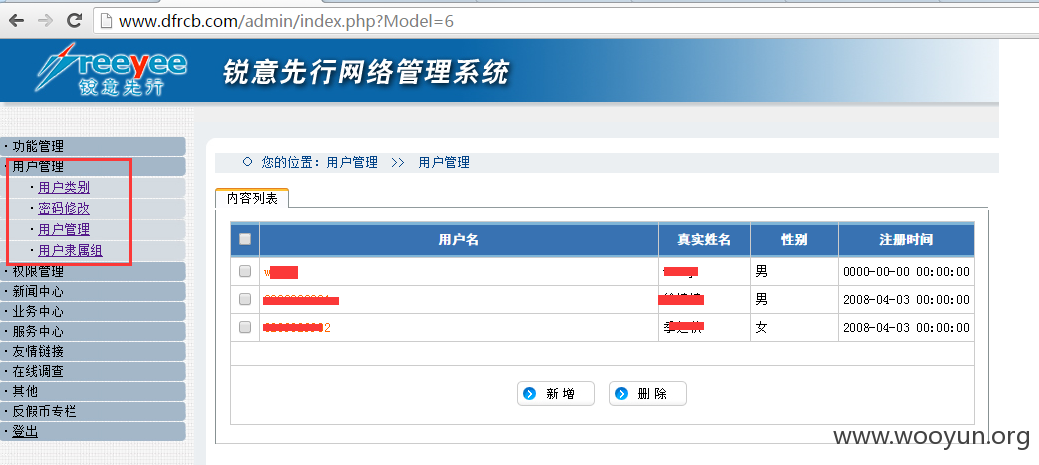 www.dfrcb.com/admin/index.php?Model=6
reeyee
锐意先行
锐意先行网络管理系统
· 功能管理
· 用户管理
· 用户类别
· 密码修改
· 用户管理
· 用户隶属组
· 权限管理
· 新闻中心
· 业务中心
· 服务中心
· 友情链接
· 在线调查
· 其他
· 反假币专栏
· 登出
您的位置：用户管理 >> 用户管理
内容列表
用户名 真实姓名 性别 注册时间
w 男 0000-00-00 00:00:00
男 2008-04-03 00:00:00
2 女 2008-04-03 00:00:00
新 增 删 除
www.wooyun.org